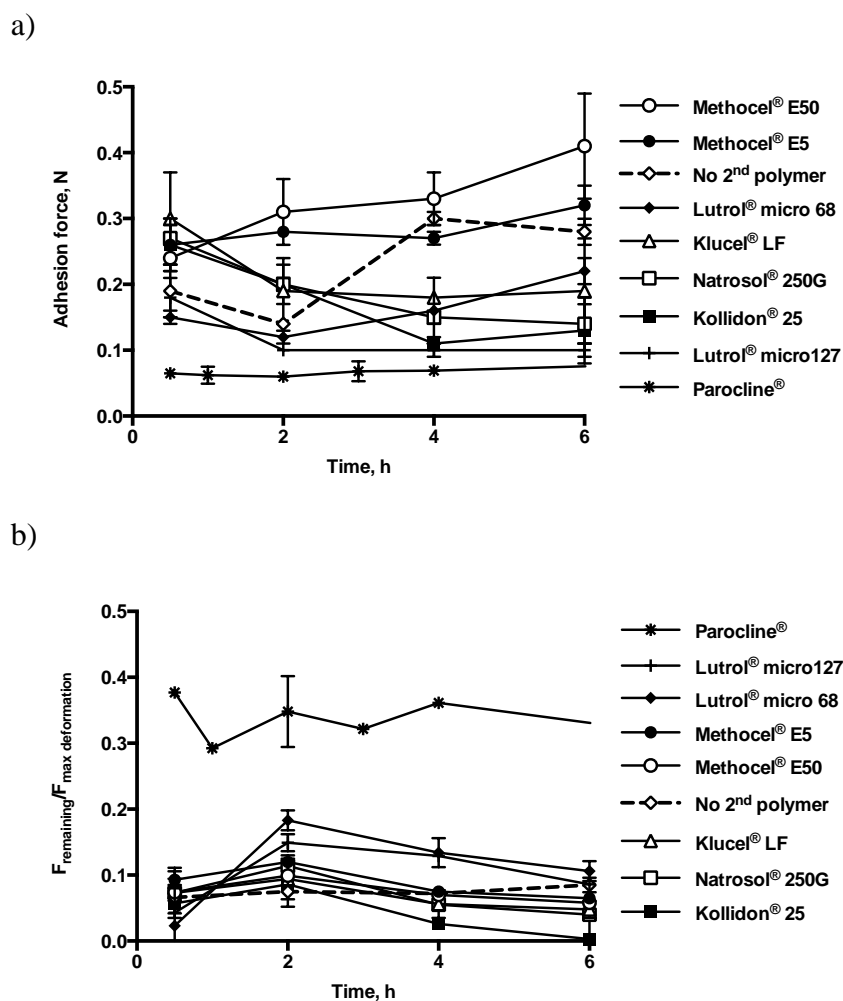 a)
0.5
0.4
0.3
0.2
0.1
0.0
Adhesion force, N
0 2 4 6
Time, h
Methocel® E50
Methocel® E5
No 2nd polymer
Lutrol® micro 68
Klucel® LF
Natrosol® 250G
Kollidon® 25
Lutrol® micro127
Parocline®
b)
0.5
0.4
0.3
0.2
0.1
0.0
Fremaining/Fmax deformation
0 2 4 6
Time, h
Parocline®
Lutrol® micro127
Lutrol® micro 68
Methocel® E5
Methocel® E50
No 2nd polymer
Klucel® LF
Natrosol® 250G
Kollidon® 25